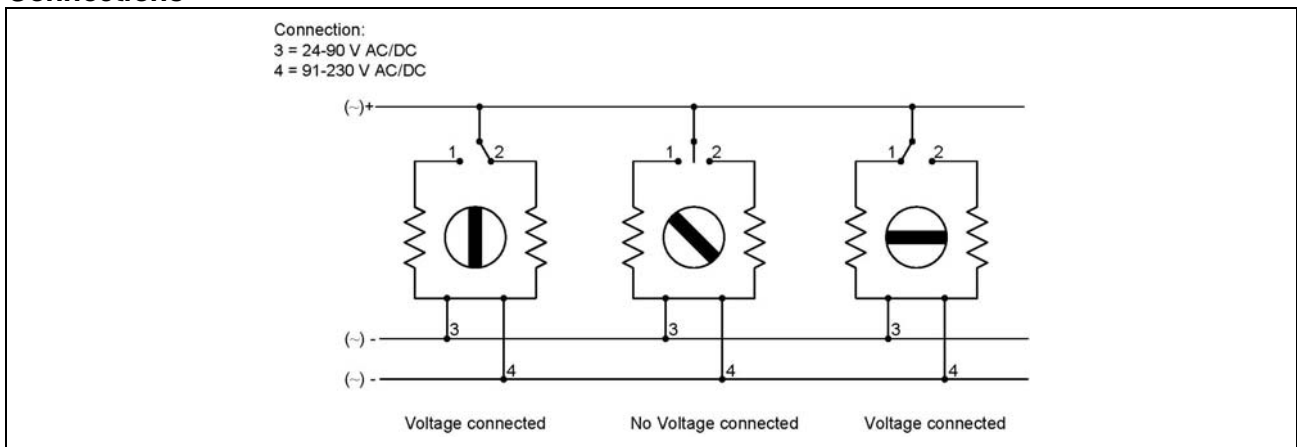 Connections
Connection:
3 = 24-90 V AC/DC
4 = 91-230 V AC/DC
(~)+
1 2 1 2 1 2
(~) - 3 3 3
(~) - 4 4 4
Voltage connected No Voltage connected Voltage connected